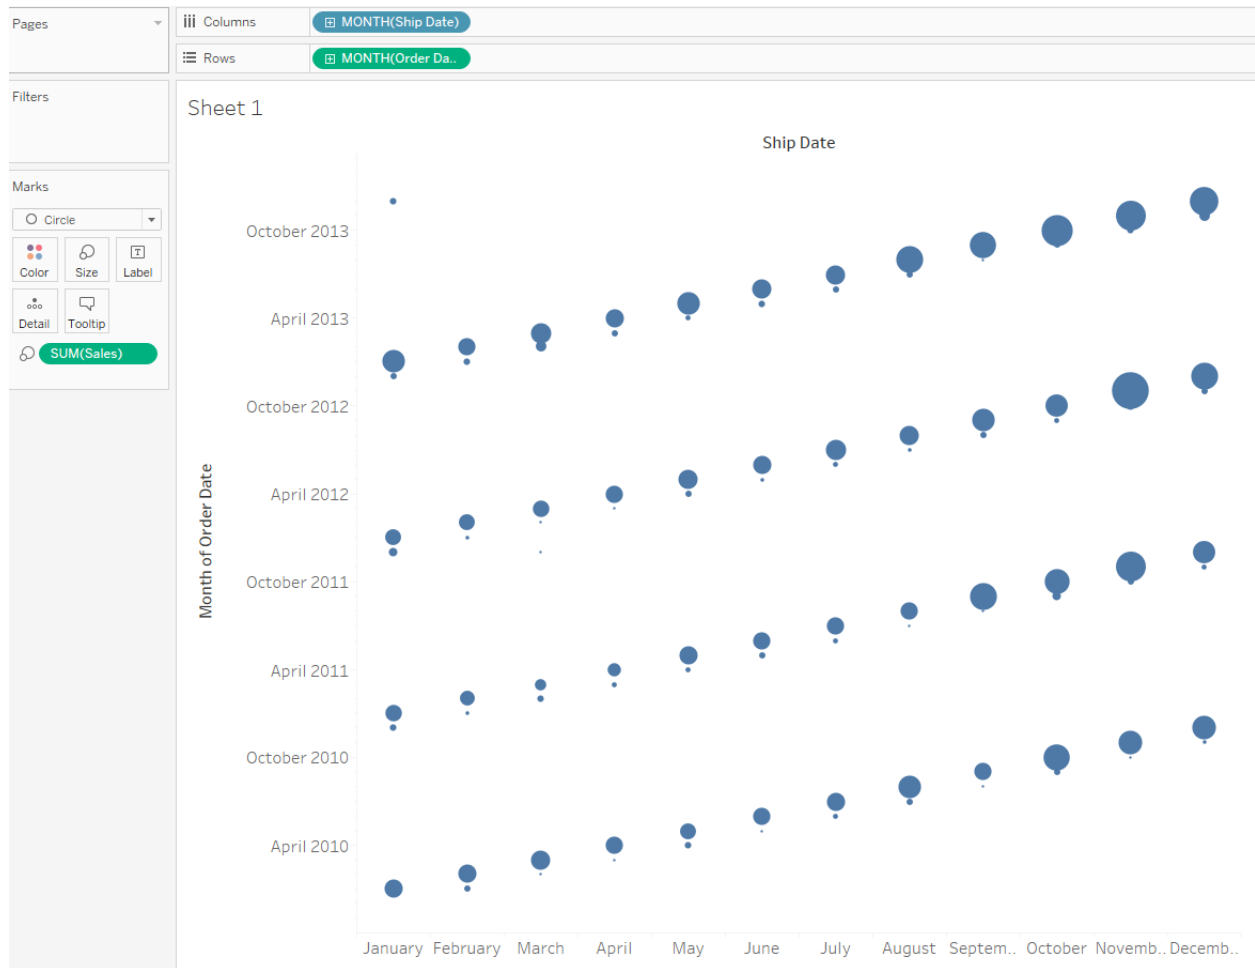 Pages
Columns
MONTH(Ship Date)
Rows
MONTH(Order Da..
Filters
Sheet 1
Ship Date
Marks
Circle
Color
Size
Label
Detail
Tooltip
SUM(Sales)
Month of Order Date
October 2013
April 2013
October 2012
April 2012
October 2011
April 2011
October 2010
April 2010
January February March April May June July August Septem.. October Novemb.. Decemb..